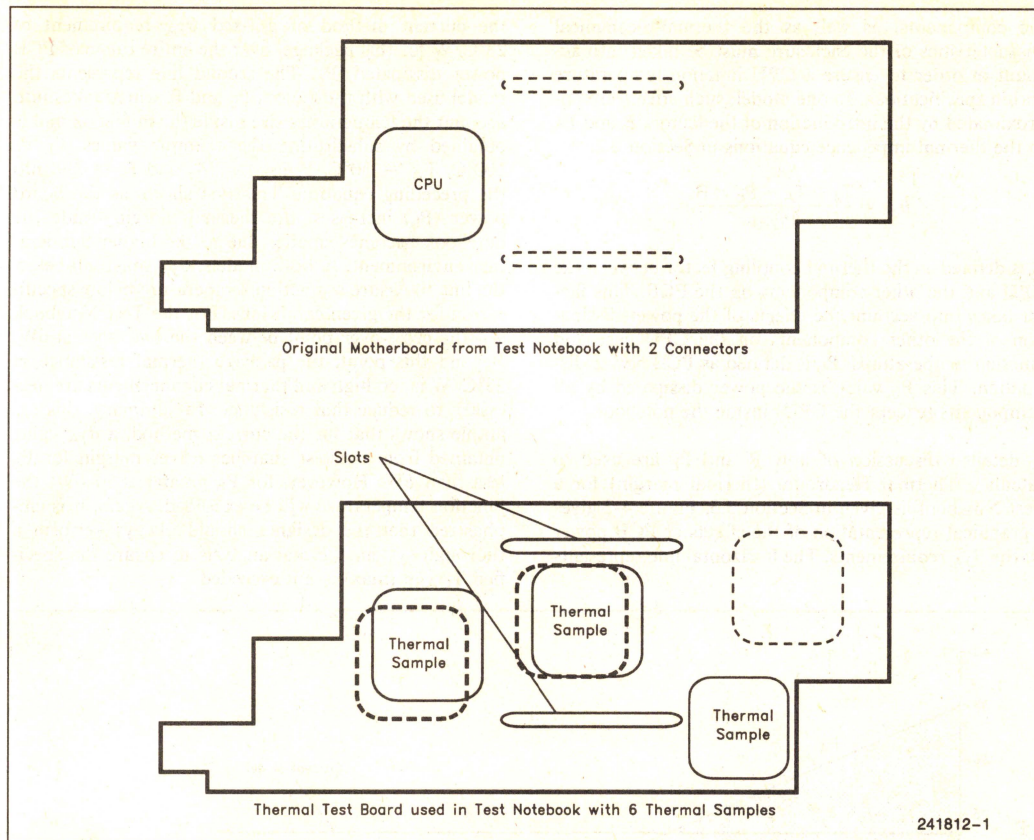 CPU
Original Motherboard from Test Notebook with 2 Connectors
Slots
Thermal
Sample
Thermal
Sample
Thermal
Sample
Thermal Test Board used in Test Notebook with 6 Thermal Samples
241812-1